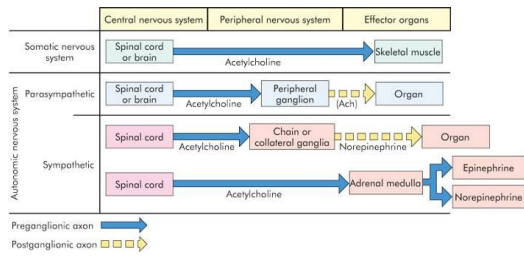 Central nervous system
Peripheral nervous system
Effector organs
Somatic nervous
system
Spinal cord
or brain
Acetylcholine
Skeletal muscle
Autonomic nervous system
Parasympathetic
Spinal cord
or brain
Acetylcholine
Peripheral
ganglion
(Ach)
Organ
Sympathetic
Spinal cord
Acetylcholine
Chain or
collateral ganglia
Norepinephrine
Organ
Spinal cord
Acetylcholine
Adrenal medulla
Epinephrine
Norepinephrine
Preganglionic axon
Postganglionic axon